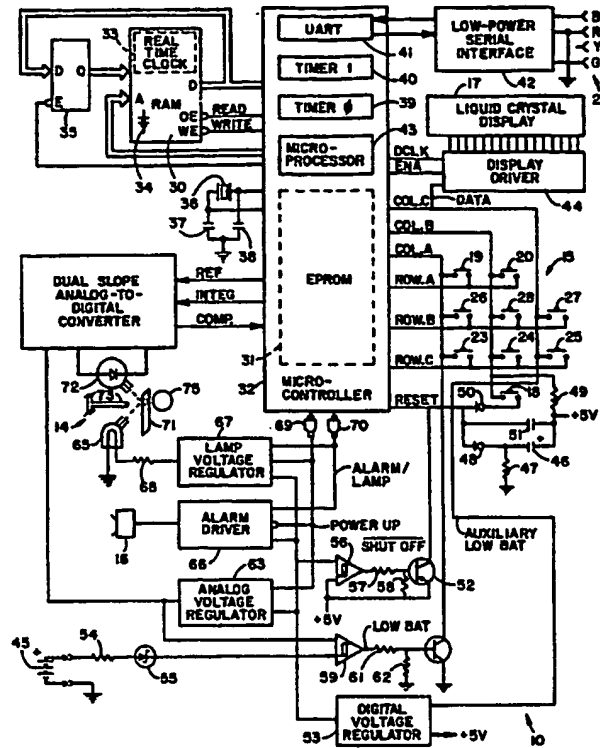 33
REAL
TIME
CLOCK
UART
41
LOW-POWER
SERIAL
INTERFACE
42
B
R
Y
G
2
D
O
E
35
A
D
RAM
OE
WE
READ
WRITE
34
30
TIMER 1
40
TIMER 0
39
MICRO-
PROCESSOR
43
17
LIQUID CRYSTAL
DISPLAY
DCLK
ENA
DISPLAY
DRIVER
DATA
44
COL.C
COL.B
COL.A
36
37
38
EPROM
19
20
15
ROW.A
26
28
27
ROW.B
23
24
25
ROW.C
DUAL SLOPE
ANALOG-TO-
DIGITAL
CONVERTER
REF
INTEG
COMP.
31
32
MICRO-
CONTROLLER
RESET
18
50
49
+5V
51
48
46
+
47
72
73
75
14
71
65
67
69
70
LAMP
VOLTAGE
REGULATOR
68
ALARM/
LAMP
AUXILIARY
LOW BAT
ALARM
DRIVER
POWER UP
16
66
63
56
SHUT OFF
52
57
58
+5V
ANALOG
VOLTAGE
REGULATOR
LOW BAT
45
+
54
55
59
61
62
DIGITAL
VOLTAGE
REGULATOR
53
+5V
10